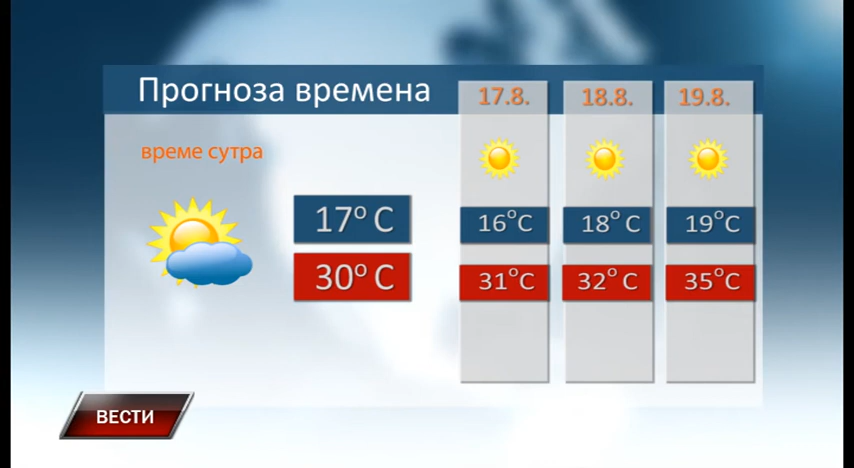 Прогноза времена
време сутра
17° C
30° C
17.8.
16°C
31°C
18.8.
18°C
32°C
19.8.
19°C
35°C
ВЕСТИ